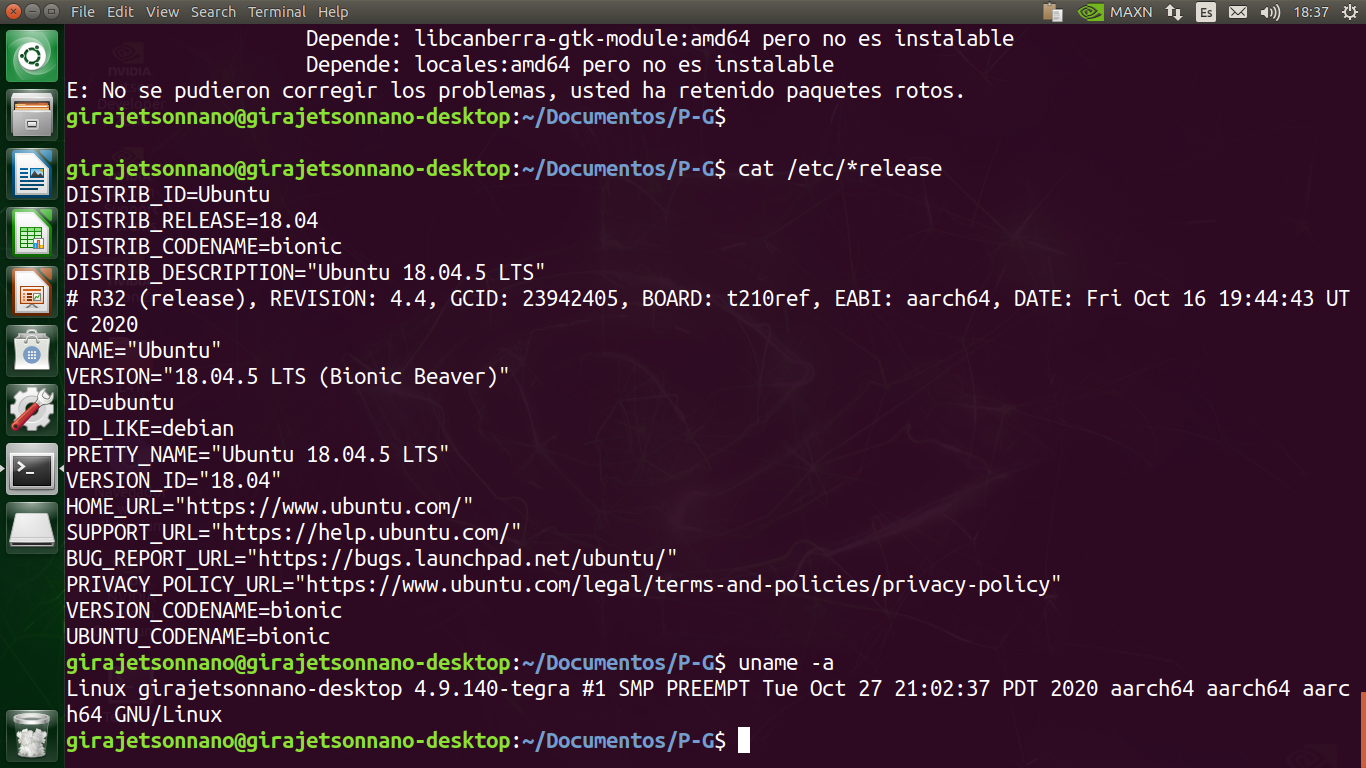 File Edit View Search Terminal Help MAXN Es 18:37
Depende: libcanberra-gtk-module:amd64 pero no es instalable
Depende: locales:amd64 pero no es instalable
E: No se pudieron corregir los problemas, usted ha retenido paquetes rotos.
girajetsonnano@girajetsonnano-desktop:~/Documentos/P-G$
girajetsonnano@girajetsonnano-desktop:~/Documentos/P-G$ cat /etc/*release
DISTRIB_ID=Ubuntu
DISTRIB_RELEASE=18.04
DISTRIB_CODENAME=bionic
DISTRIB_DESCRIPTION="Ubuntu 18.04.5 LTS"
# R32 (release), REVISION: 4.4, GCID: 23942405, BOARD: t210ref, EABI: aarch64, DATE: Fri Oct 16 19:44:43 UT
C 2020
NAME="Ubuntu"
VERSION="18.04.5 LTS (Bionic Beaver)"
ID=ubuntu
ID_LIKE=debian
PRETTY_NAME="Ubuntu 18.04.5 LTS"
VERSION_ID="18.04"
HOME_URL="https://www.ubuntu.com/"
SUPPORT_URL="https://help.ubuntu.com/"
BUG_REPORT_URL="https://bugs.launchpad.net/ubuntu/"
PRIVACY_POLICY_URL="https://www.ubuntu.com/legal/terms-and-policies/privacy-policy"
VERSION_CODENAME=bionic
UBUNTU_CODENAME=bionic
girajetsonnano@girajetsonnano-desktop:~/Documentos/P-G$ uname -a
Linux girajetsonnano-desktop 4.9.140-tegra #1 SMP PREEMPT Tue Oct 27 21:02:37 PDT 2020 aarch64 aarch64 aarc
h64 GNU/Linux
girajetsonnano@girajetsonnano-desktop:~/Documentos/P-G$